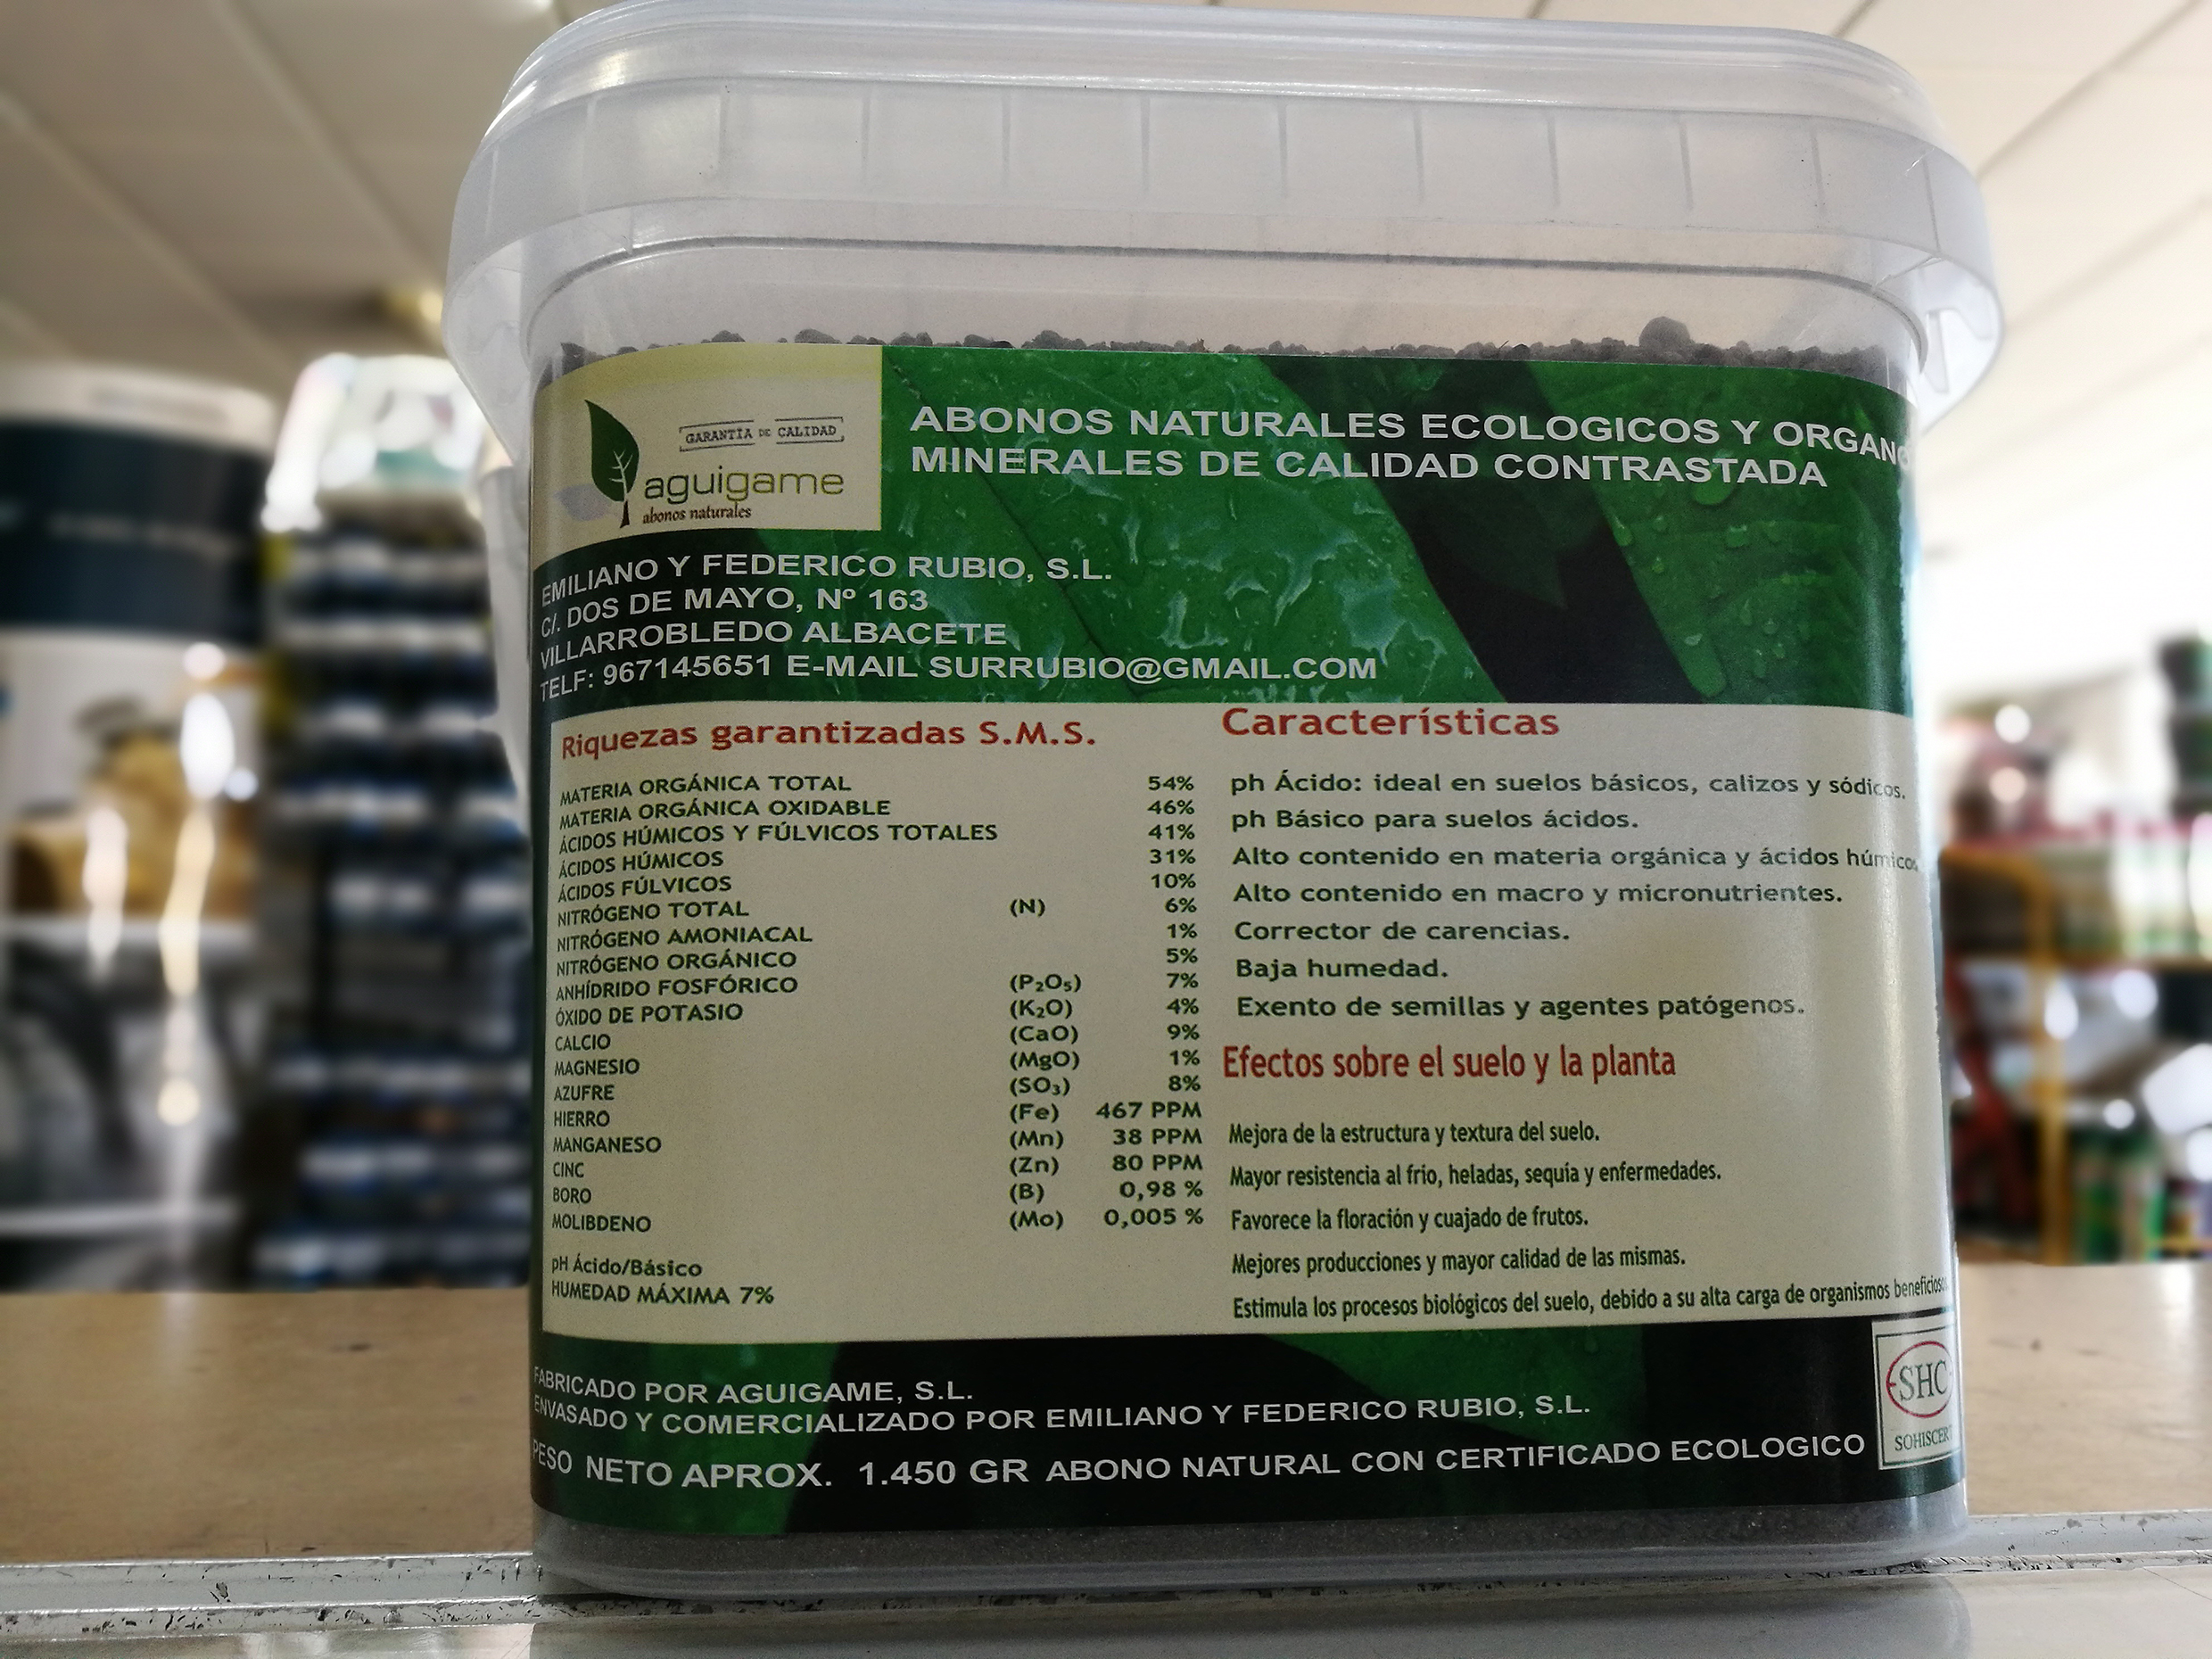 GARANTÍA DE CALIDAD
aguigame
abonos naturales
ABONOS NATURALES ECOLOGICOS Y ORGANO
MINERALES DE CALIDAD CONTRASTADA
EMILIANO Y FEDERICO RUBIO, S.L.
C/. DOS DE MAYO, Nº 163
VILLARROBLEDO ALBACETE
TELF: 967145651 E-MAIL SURRUBIO@GMAIL.COM
Riquezas garantizadas S.M.S.
MATERIA ORGÁNICA TOTAL 54%
MATERIA ORGÁNICA OXIDABLE 46%
ÁCIDOS HÚMICOS Y FÚLVICOS TOTALES 41%
ÁCIDOS HÚMICOS 31%
ÁCIDOS FÚLVICOS 10%
NITRÓGENO TOTAL (N) 6%
NITRÓGENO AMONIACAL 1%
NITRÓGENO ORGÁNICO 5%
ANHÍDRIDO FOSFÓRICO (P₂O₅) 7%
ÓXIDO DE POTASIO (K₂O) 4%
CALCIO (CaO) 9%
MAGNESIO (MgO) 1%
AZUFRE (SO₃) 8%
HIERRO (Fe) 467 PPM
MANGANESO (Mn) 38 PPM
CINC (Zn) 80 PPM
BORO (B) 0,98 %
MOLIBDENO (Mo) 0,005 %
pH Ácido/Básico
HUMEDAD MÁXIMA 7%
Características
ph Ácido: ideal en suelos básicos, calizos y sódicos.
ph Básico para suelos ácidos.
Alto contenido en materia orgánica y ácidos húmicos
Alto contenido en macro y micronutrientes.
Corrector de carencias.
Baja humedad.
Exento de semillas y agentes patógenos.
Efectos sobre el suelo y la planta
Mejora de la estructura y textura del suelo.
Mayor resistencia al frío, heladas, sequía y enfermedades.
Favorece la floración y cuajado de frutos.
Mejores producciones y mayor calidad de las mismas.
Estimula los procesos biológicos del suelo, debido a su alta carga de organismos beneficiosos
FABRICADO POR AGUIGAME, S.L.
ENVASADO Y COMERCIALIZADO POR EMILIANO Y FEDERICO RUBIO, S.L.
PESO NETO APROX. 1.450 GR ABONO NATURAL CON CERTIFICADO ECOLOGICO
SHC
SOHISCERT